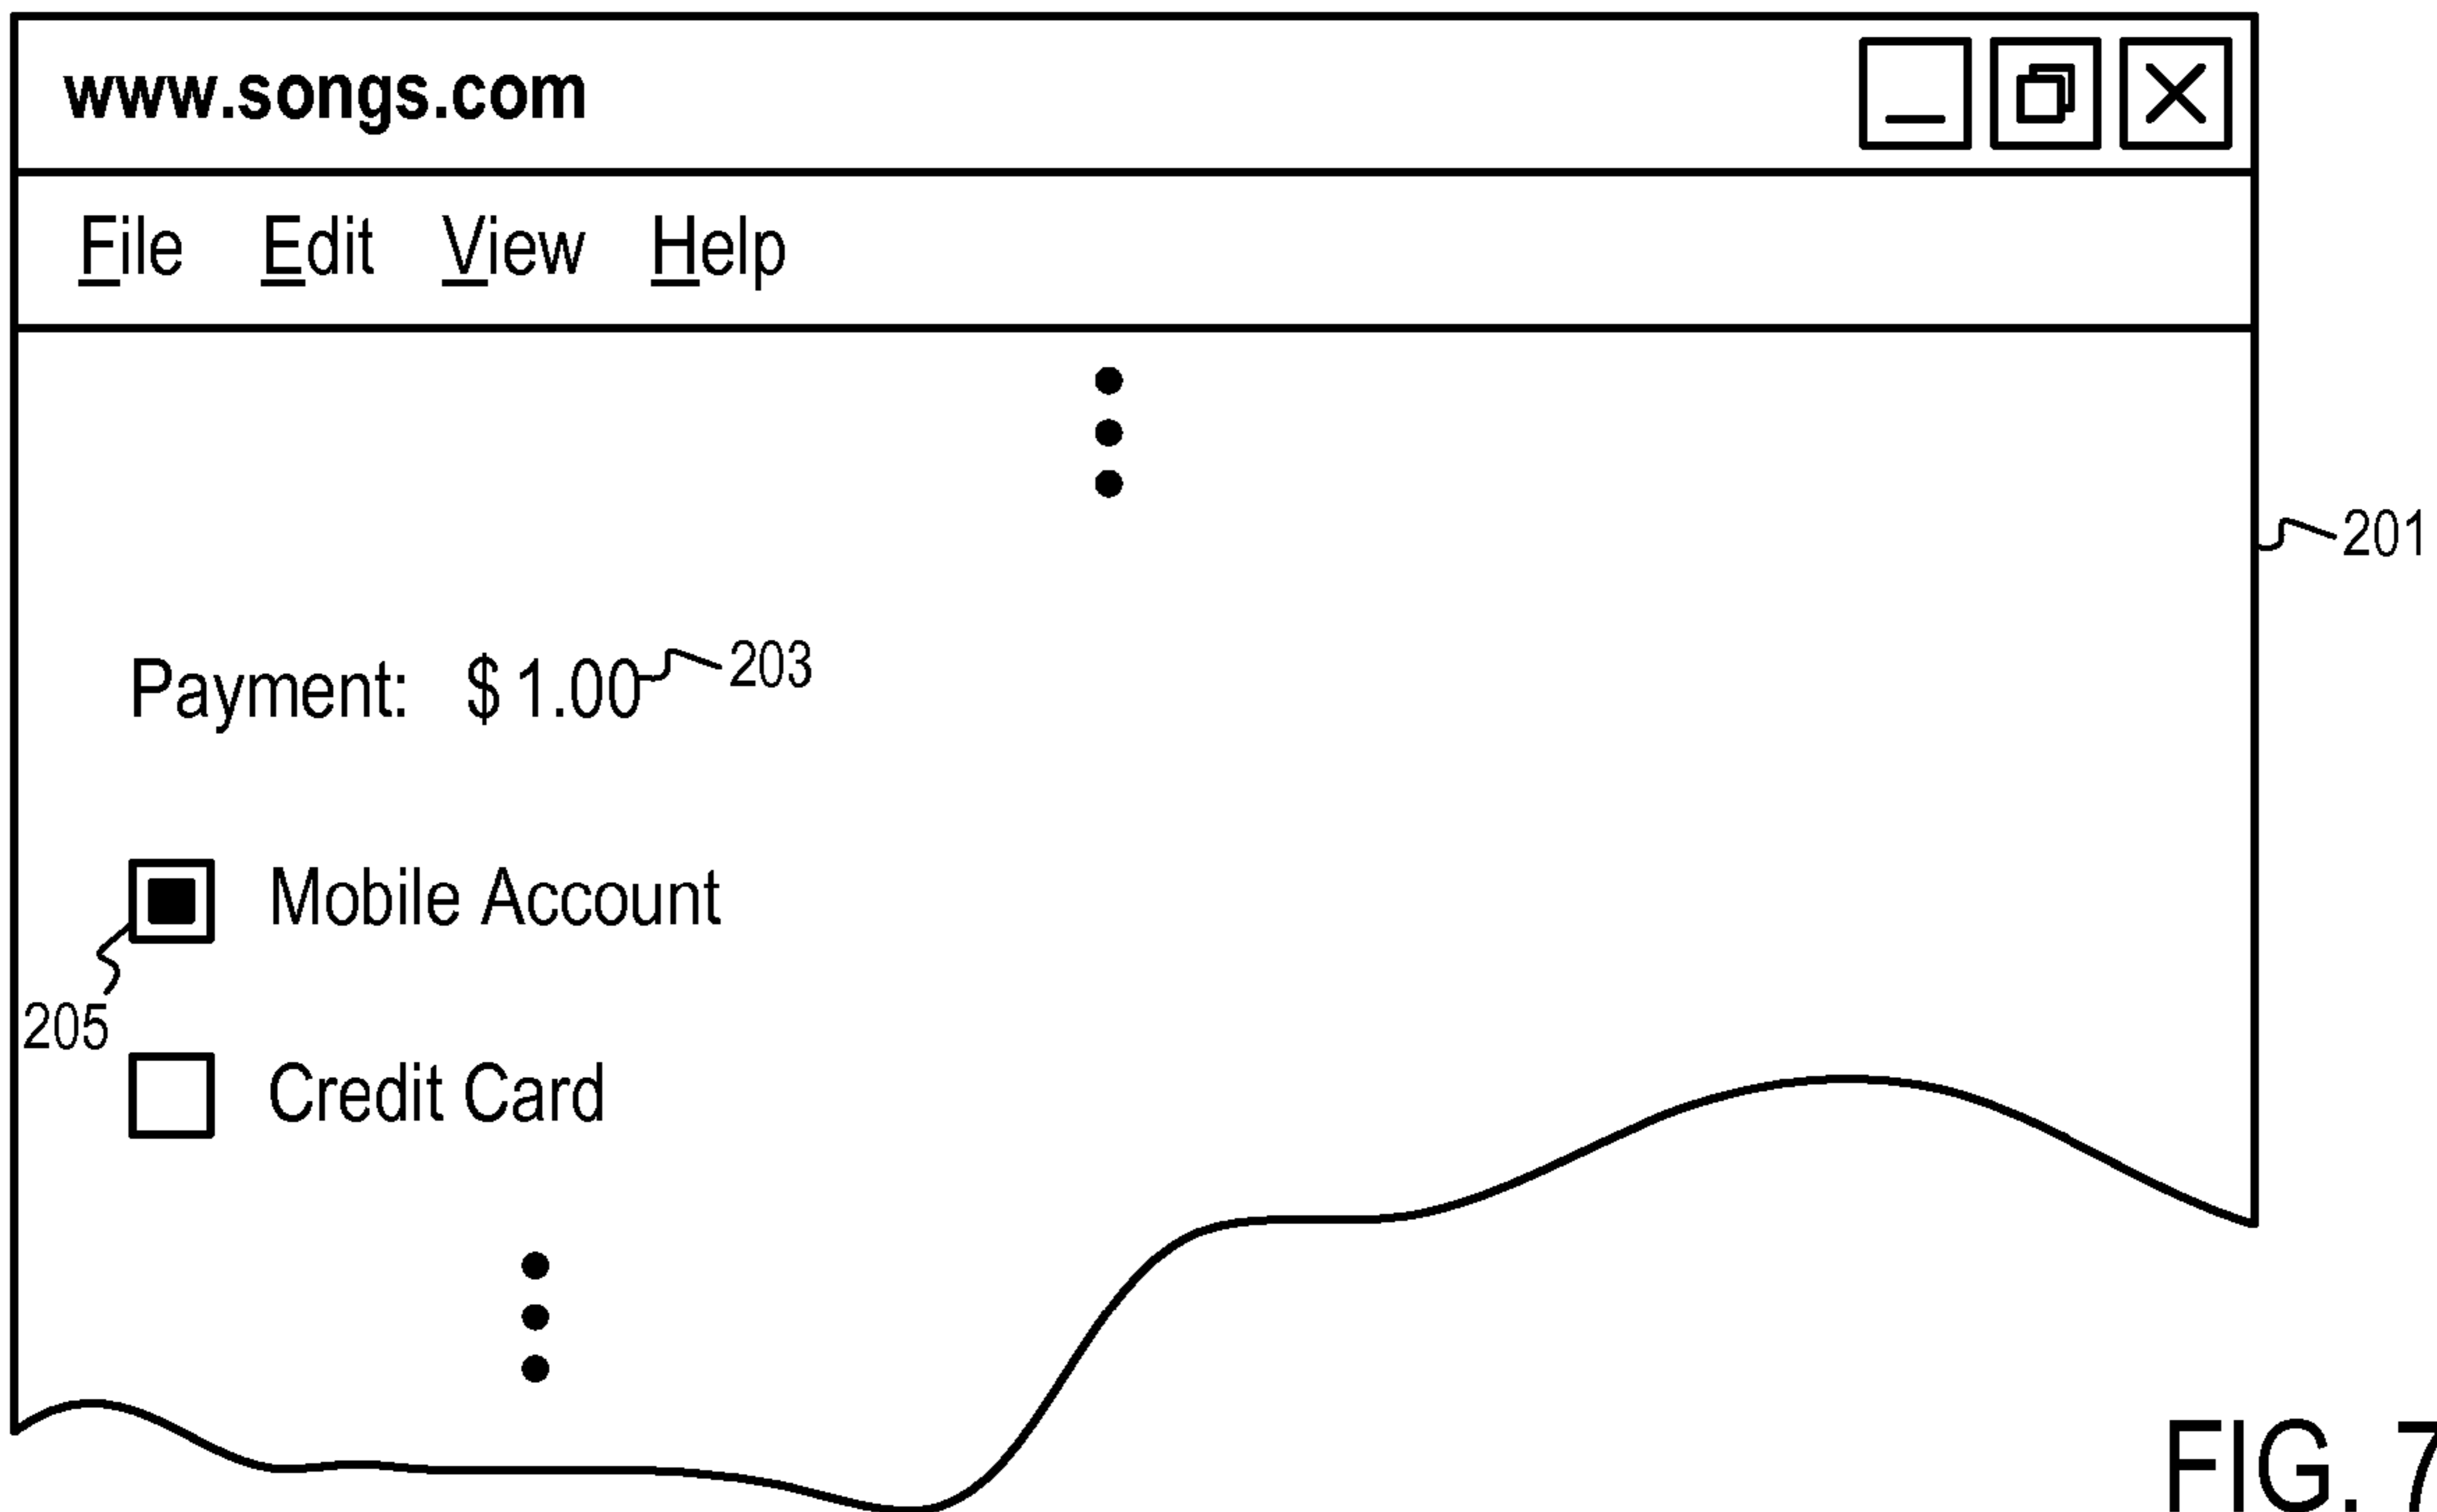 www.songs.com
File Edit View Help
201
Payment: $1.00 203
Mobile Account
205
Credit Card
FIG. 7